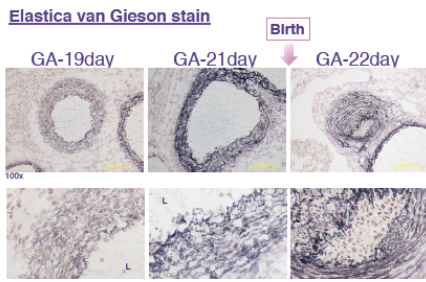 Elastica van Gieson stain
Birth
GA-19day
GA-21day
GA-22day
100x
L
L